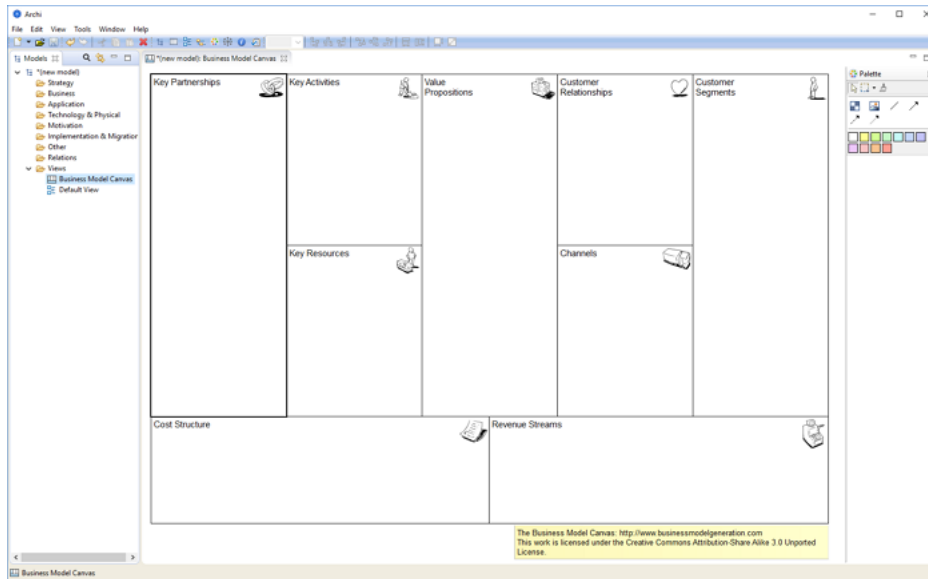 Archi
File Edit View Tools Window Help
Models
*(new model): Business Model Canvas
*(new model)
Strategy
Business
Application
Technology & Physical
Motivation
Implementation & Migration
Other
Relations
Views
Business Model Canvas
Default View
Key Partnerships
Key Activities
Value
Propositions
Customer
Relationships
Customer
Segments
Key Resources
Channels
Cost Structure
Revenue Streams
The Business Model Canvas: http://www.businessmodelgeneration.com
This work is licensed under the Creative Commons Attribution-Share Alike 3.0 Unported
License.
Palette
Business Model Canvas